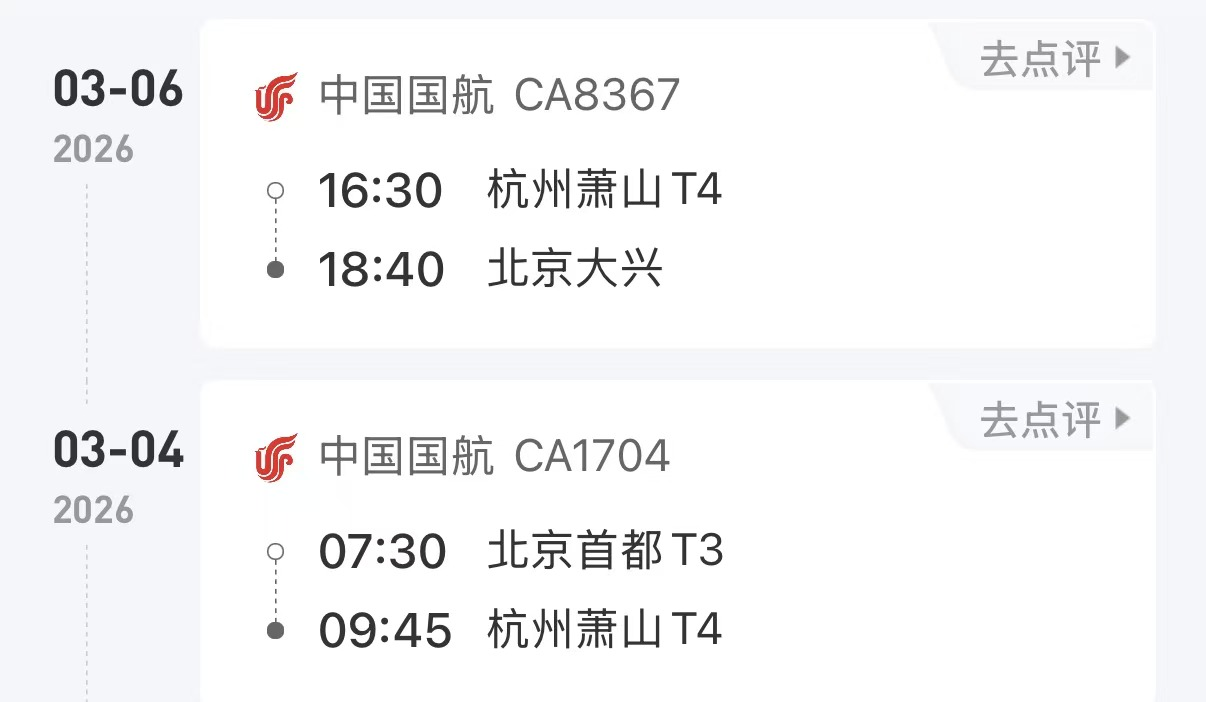 去点评
03-06
2026
中国国航 CA8367
16:30 杭州萧山 T4
18:40 北京大兴
去点评
03-04
2026
中国国航 CA1704
07:30 北京首都 T3
09:45 杭州萧山 T4